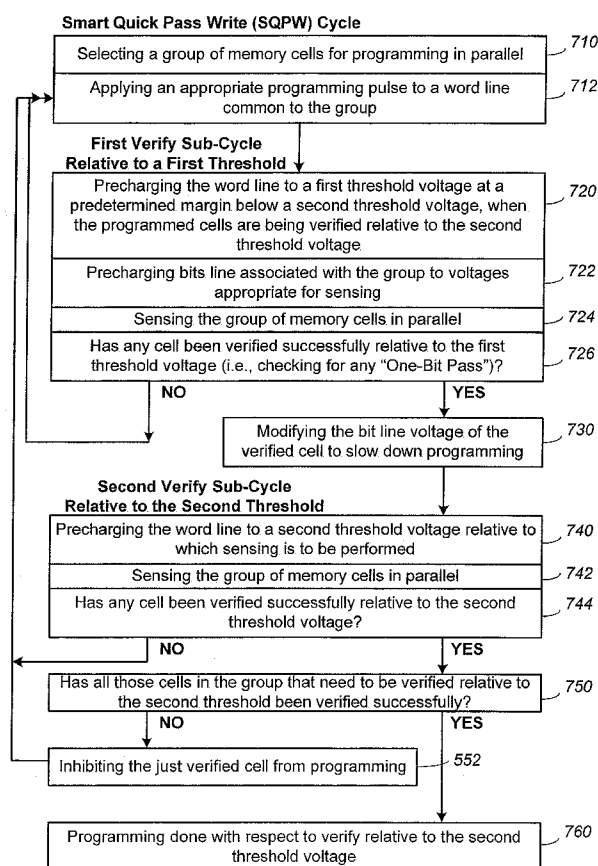 Smart Quick Pass Write (SQPW) Cycle
Selecting a group of memory cells for programming in parallel
710
Applying an appropriate programming pulse to a word line
common to the group
712
First Verify Sub-Cycle
Relative to a First Threshold
Precharging the word line to a first threshold voltage at a
predetermined margin below a second threshold voltage, when
the programmed cells are being verified relative to the second
threshold voltage
720
Precharging bits line associated with the group to voltages
appropriate for sensing
722
Sensing the group of memory cells in parallel
724
Has any cell been verified successfully relative to the first
threshold voltage (i.e., checking for any "One-Bit Pass")?
726
NO
YES
Modifying the bit line voltage of the
verified cell to slow down programming
730
Second Verify Sub-Cycle
Relative to the Second Threshold
Precharging the word line to a second threshold voltage relative to
which sensing is to be performed
740
Sensing the group of memory cells in parallel
742
Has any cell been verified successfully relative to the second
threshold voltage?
744
NO
YES
Has all those cells in the group that need to be verified relative to
the second threshold been verified successfully?
750
NO
YES
Inhibiting the just verified cell from programming
552
Programming done with respect to verify relative to the second
threshold voltage
760